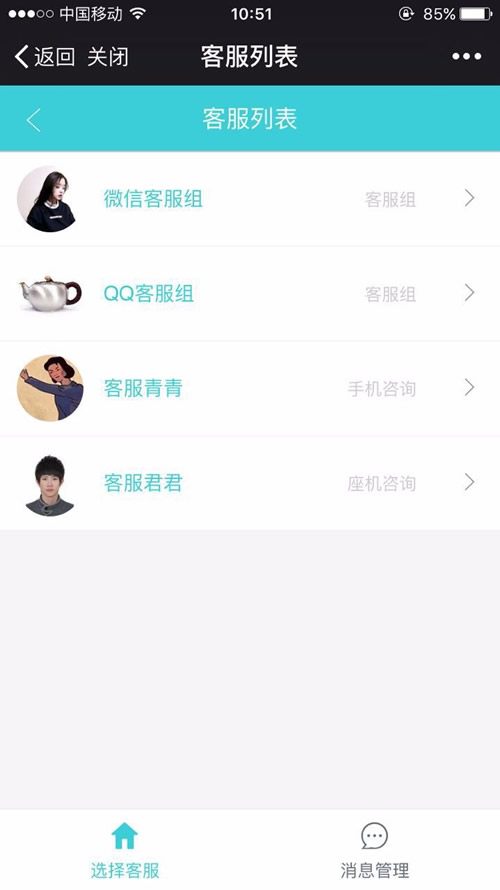 中国移动 10:51 85%
返回 关闭 客服列表
客服列表
微信客服组 客服组
QQ客服组 客服组
客服青青 手机咨询
客服君君 座机咨询
选择客服 消息管理